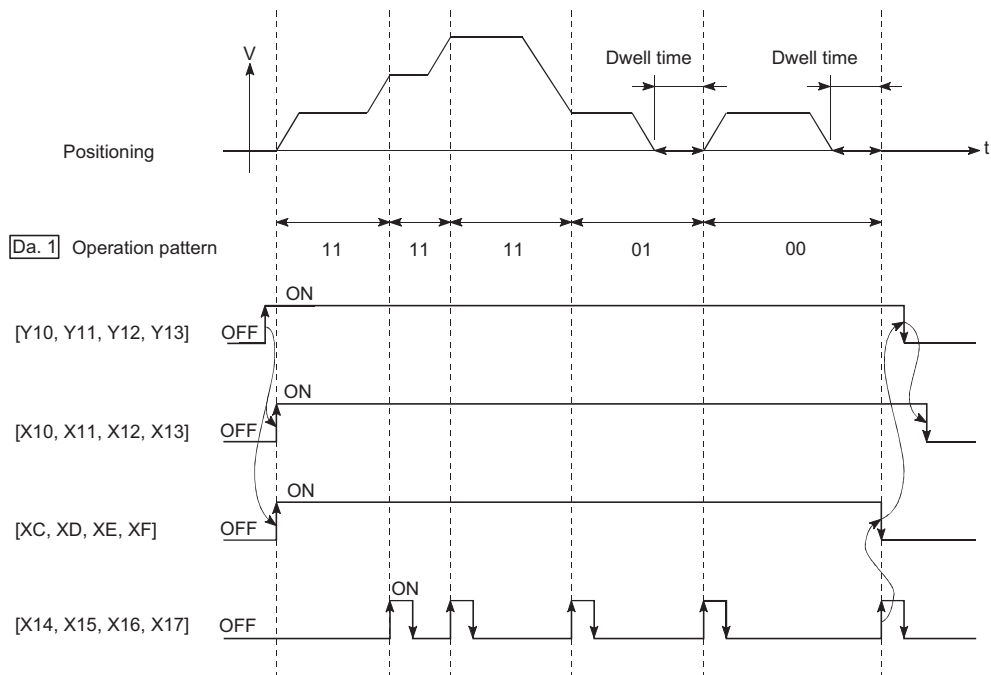 V
Dwell time
Dwell time
Positioning
t
Da. 1 Operation pattern
11
11
11
01
00
ON
[Y10, Y11, Y12, Y13]
OFF
ON
[X10, X11, X12, X13]
OFF
ON
[XC, XD, XE, XF]
OFF
ON
[X14, X15, X16, X17]
OFF